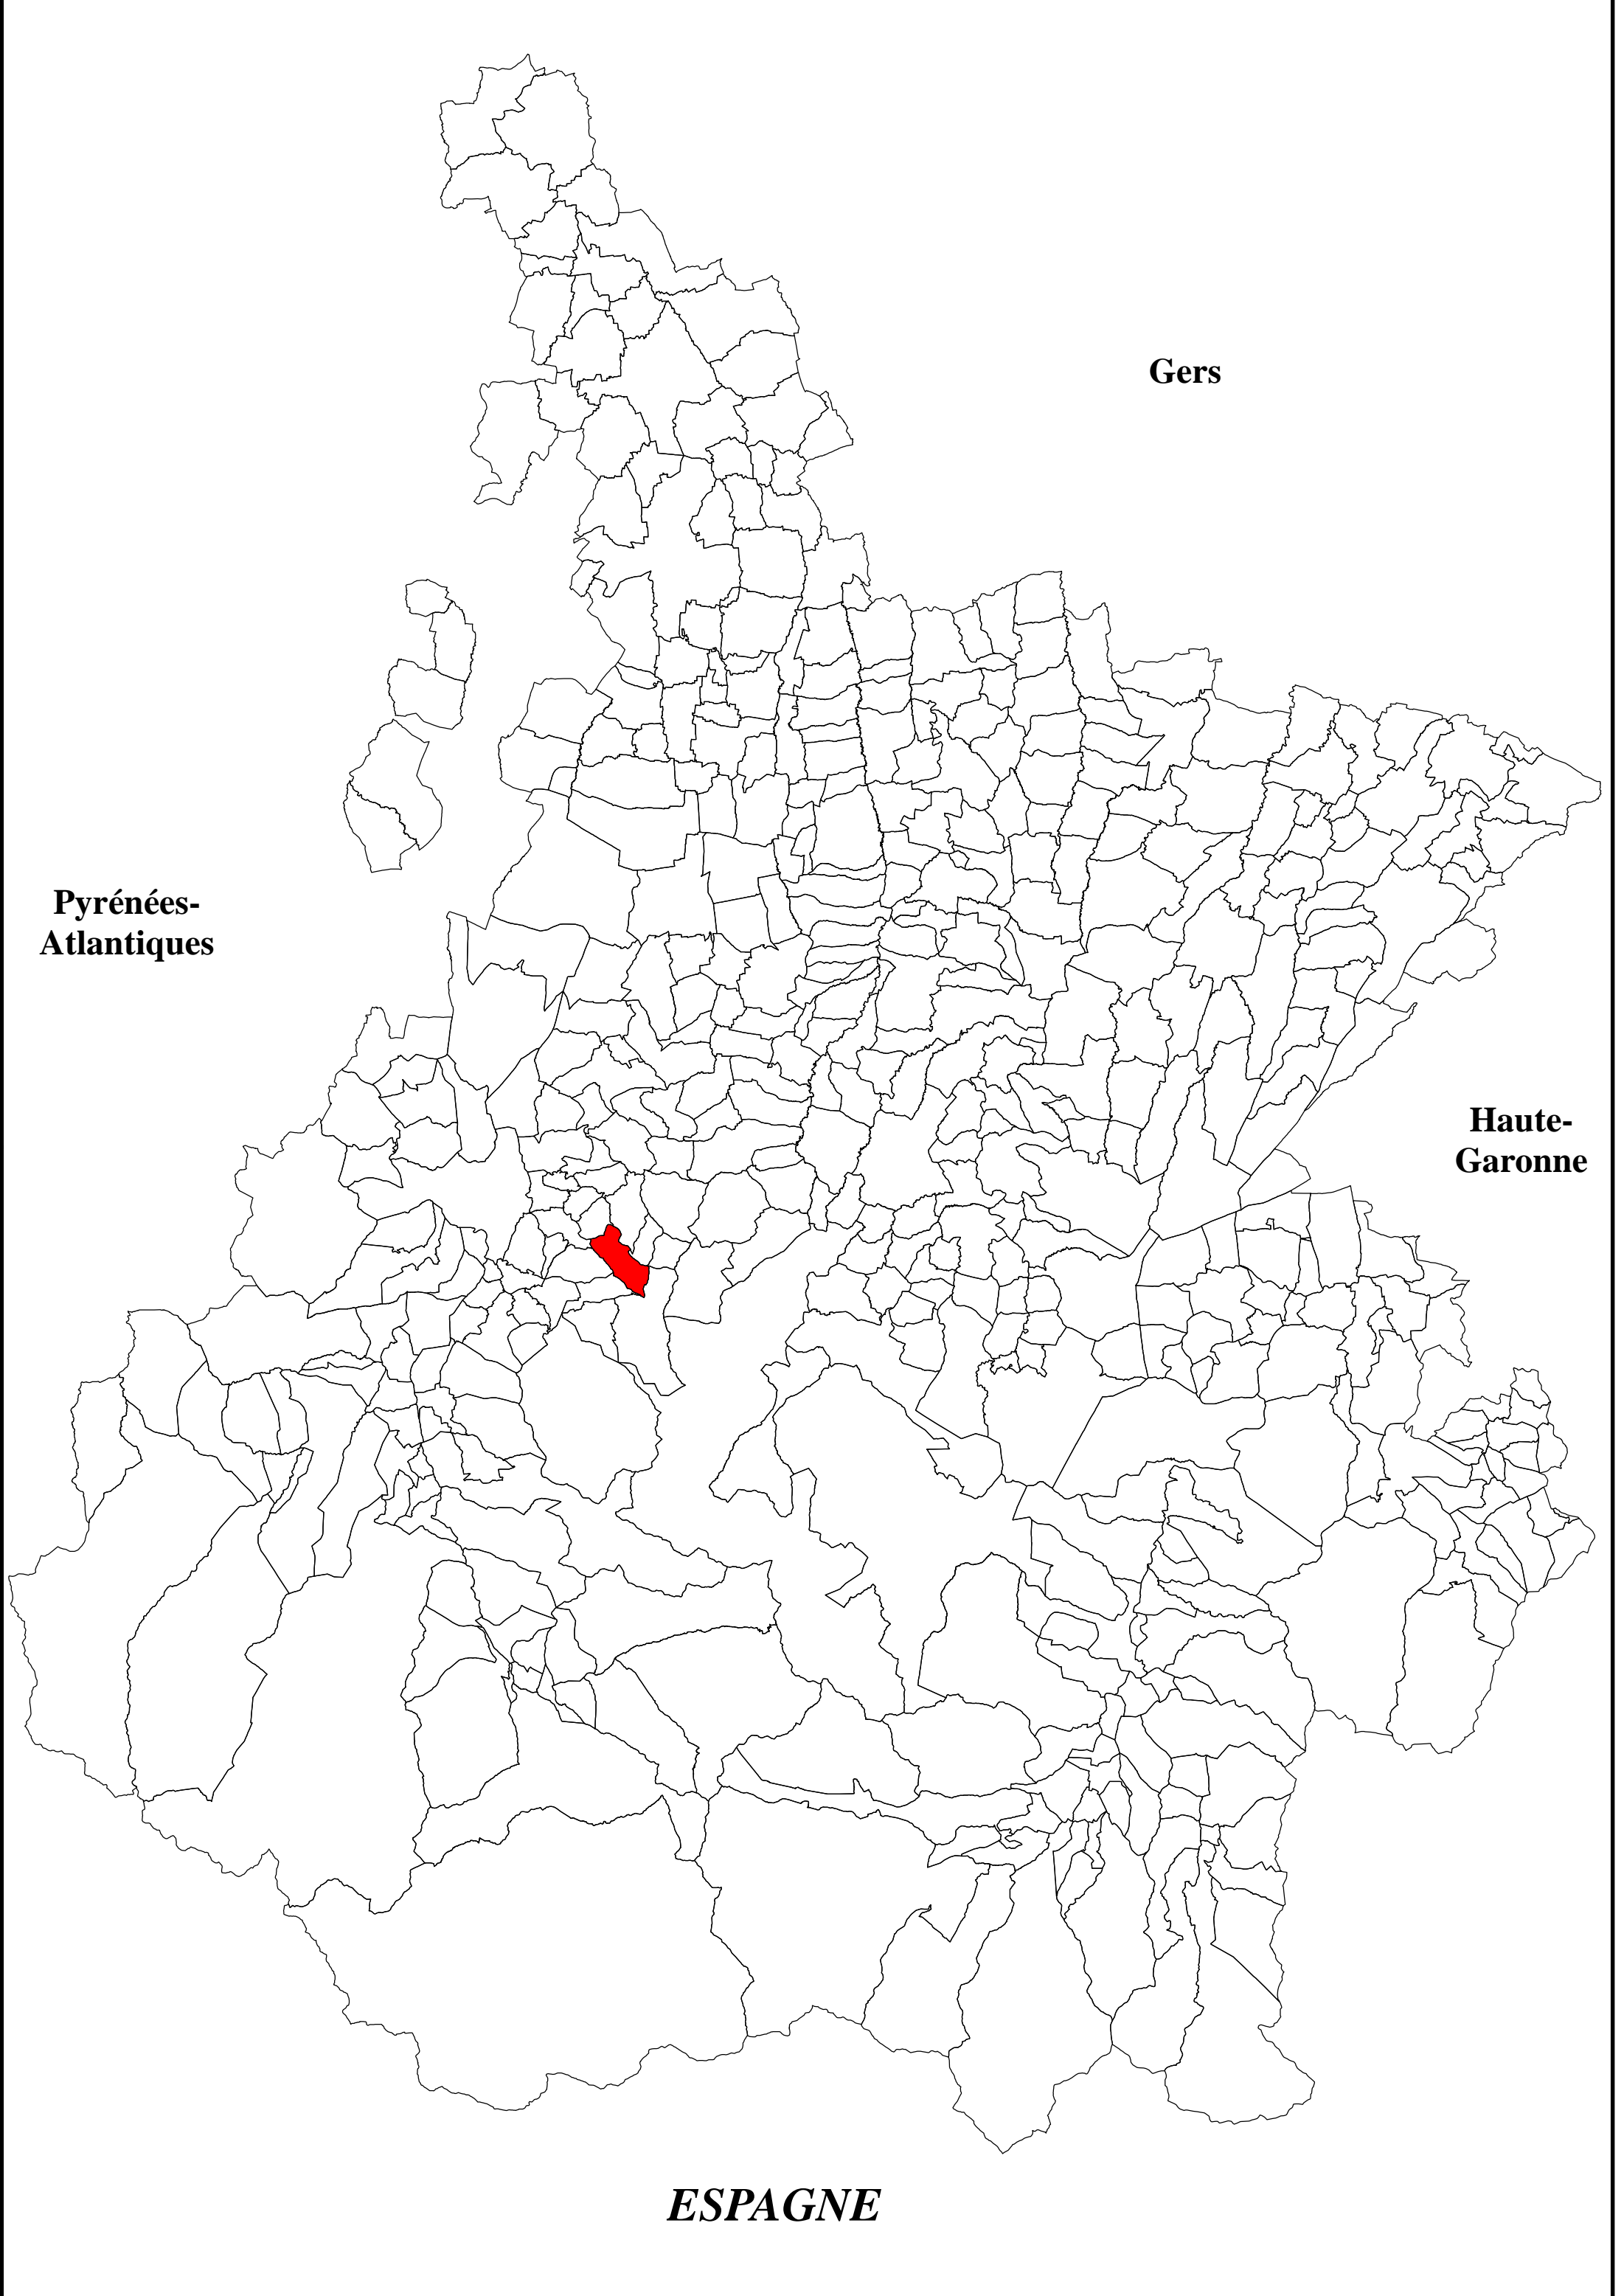 Gers
Pyrénées-
Atlantiques
Haute-
Garonne
ESPAGNE